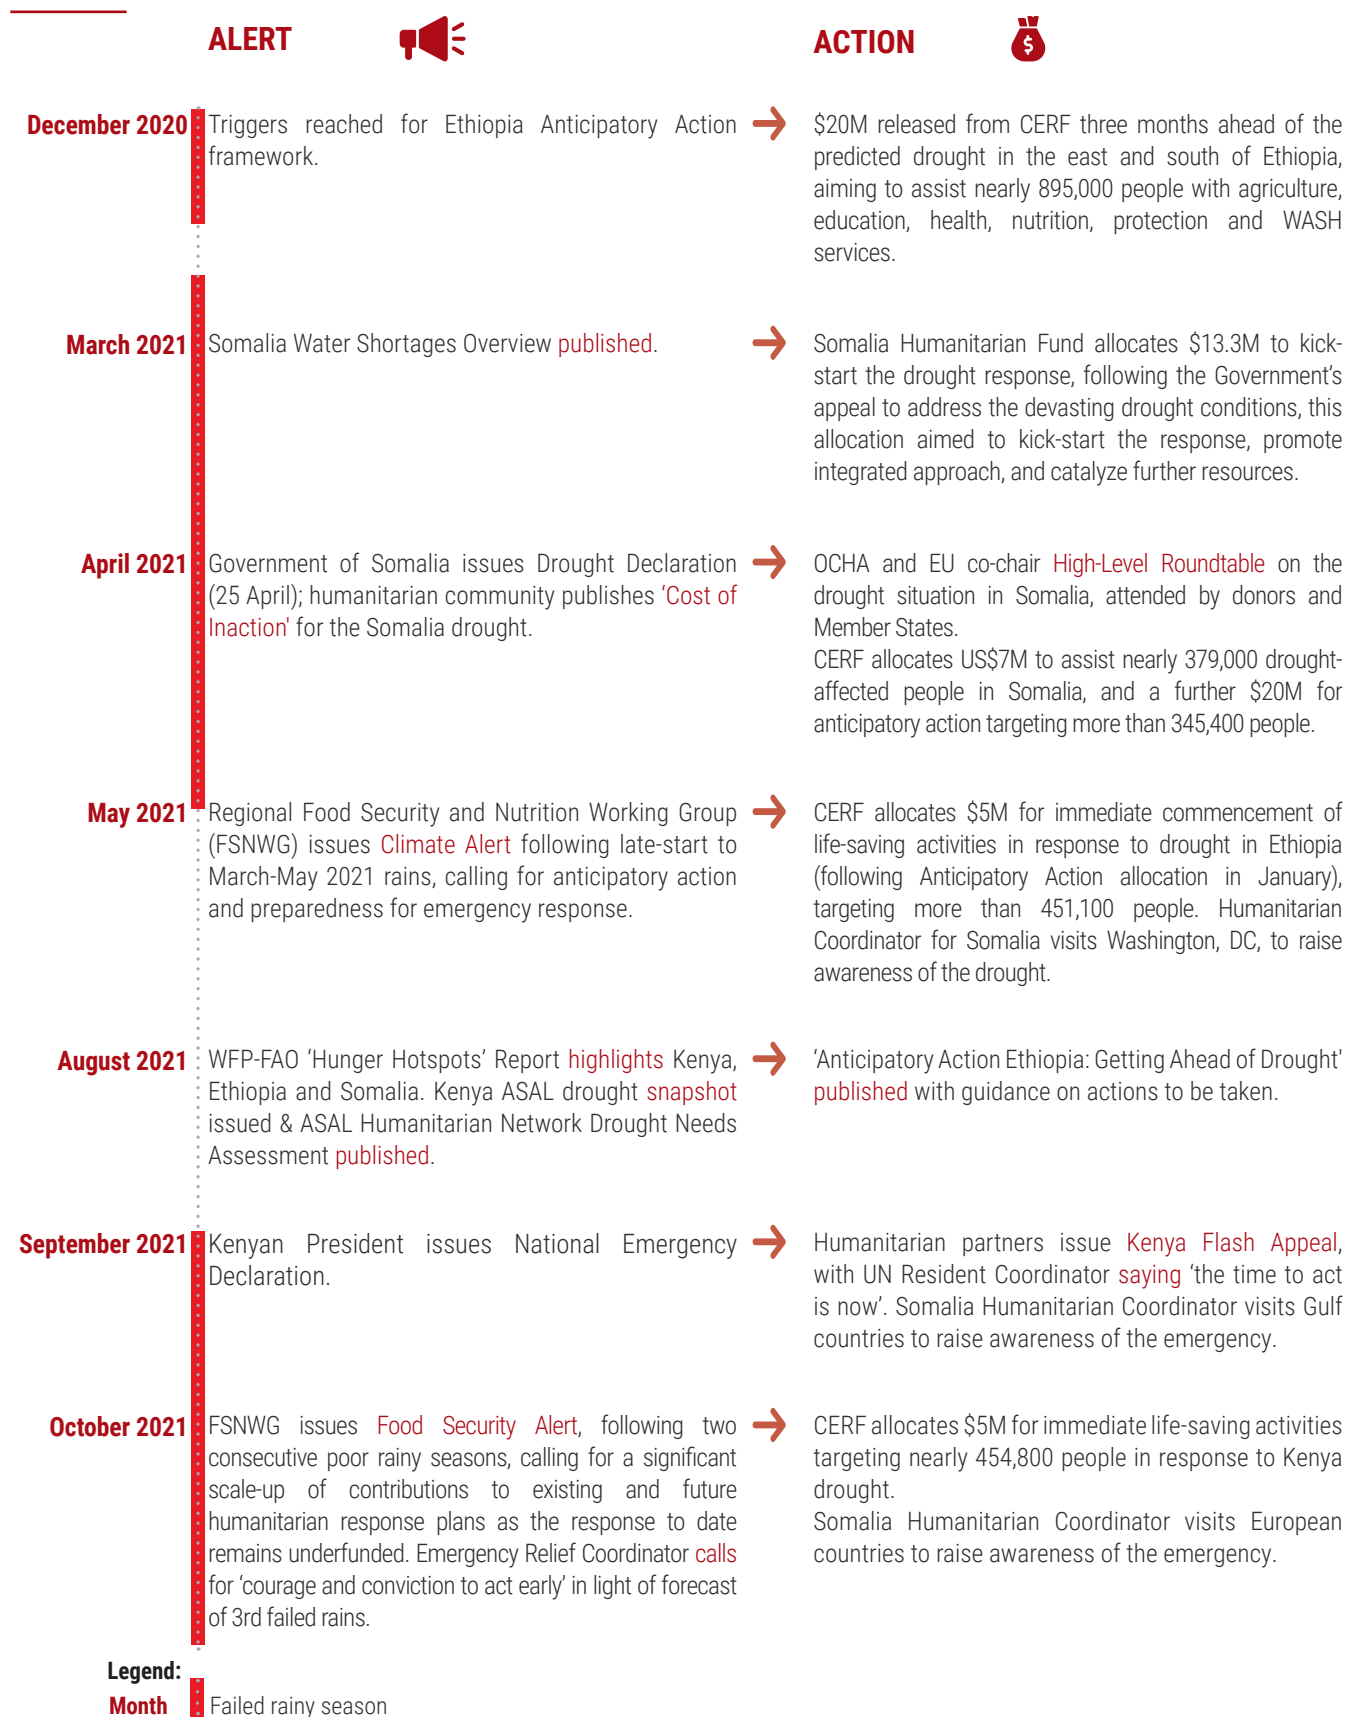 ALERT
ACTION
December 2020
Triggers reached for Ethiopia Anticipatory Action
framework.
$20M released from CERF three months ahead of the
predicted drought in the east and south of Ethiopia,
aiming to assist nearly 895,000 people with agriculture,
education, health, nutrition, protection and WASH
services.
March 2021
Somalia Water Shortages Overview published.
Somalia Humanitarian Fund allocates $13.3M to kick-
start the drought response, following the Government's
appeal to address the devasting drought conditions, this
allocation aimed to kick-start the response, promote
integrated approach, and catalyze further resources.
April 2021
Government of Somalia issues Drought Declaration
(25 April); humanitarian community publishes 'Cost of
Inaction' for the Somalia drought.
OCHA and EU co-chair High-Level Roundtable on the
drought situation in Somalia, attended by donors and
Member States.
CERF allocates US$7M to assist nearly 379,000 drought-
affected people in Somalia, and a further $20M for
anticipatory action targeting more than 345,400 people.
May 2021
Regional Food Security and Nutrition Working Group
(FSNWG) issues Climate Alert following late-start to
March-May 2021 rains, calling for anticipatory action
and preparedness for emergency response.
CERF allocates $5M for immediate commencement of
life-saving activities in response to drought in Ethiopia
(following Anticipatory Action allocation in January),
targeting more than 451,100 people. Humanitarian
Coordinator for Somalia visits Washington, DC, to raise
awareness of the drought.
August 2021
WFP-FAO 'Hunger Hotspots' Report highlights Kenya,
Ethiopia and Somalia. Kenya ASAL drought snapshot
issued & ASAL Humanitarian Network Drought Needs
Assessment published.
'Anticipatory Action Ethiopia: Getting Ahead of Drought'
published with guidance on actions to be taken.
September 2021
Kenyan President issues National Emergency
Declaration.
Humanitarian partners issue Kenya Flash Appeal,
with UN Resident Coordinator saying 'the time to act
is now'. Somalia Humanitarian Coordinator visits Gulf
countries to raise awareness of the emergency.
October 2021
FSNWG issues Food Security Alert, following two
consecutive poor rainy seasons, calling for a significant
scale-up of contributions to existing and future
humanitarian response plans as the response to date
remains underfunded. Emergency Relief Coordinator calls
for 'courage and conviction to act early' in light of forecast
of 3rd failed rains.
CERF allocates $5M for immediate life-saving activities
targeting nearly 454,800 people in response to Kenya
drought.
Somalia Humanitarian Coordinator visits European
countries to raise awareness of the emergency.
Legend:
Month
Failed rainy season